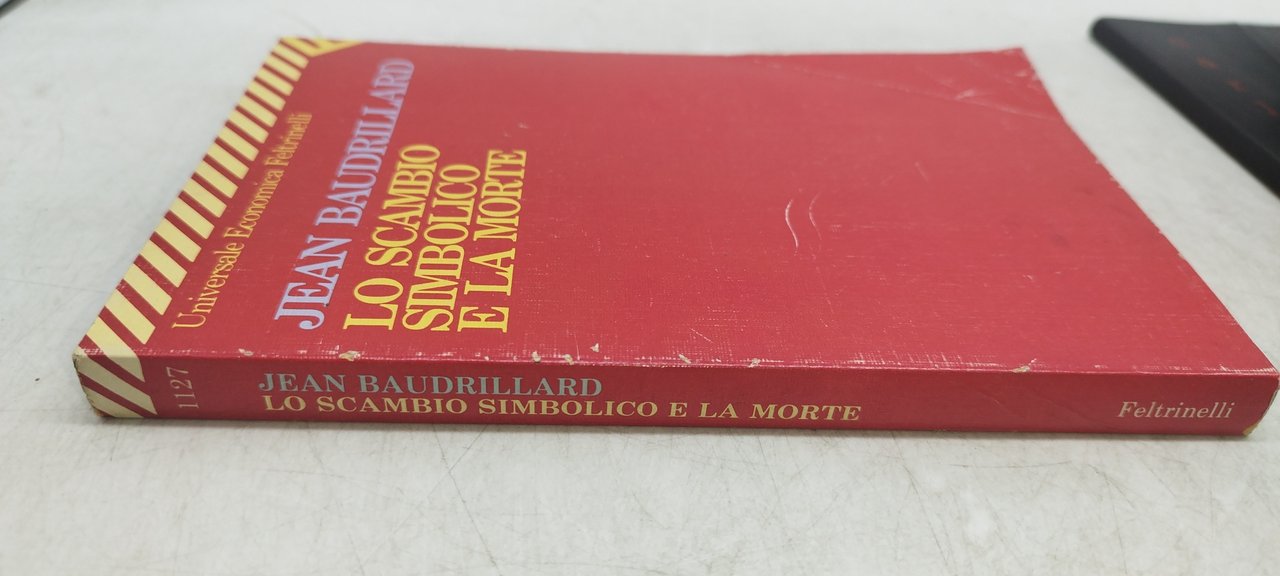 Universale Economica Feltrinelli
JEAN BAUDRILLARD
LO SCAMBIO
SIMBOLICO
E LA MORTE
1127
JEAN BAUDRILLARD
LO SCAMBIO SIMBOLICO E LA MORTE
Feltrinelli